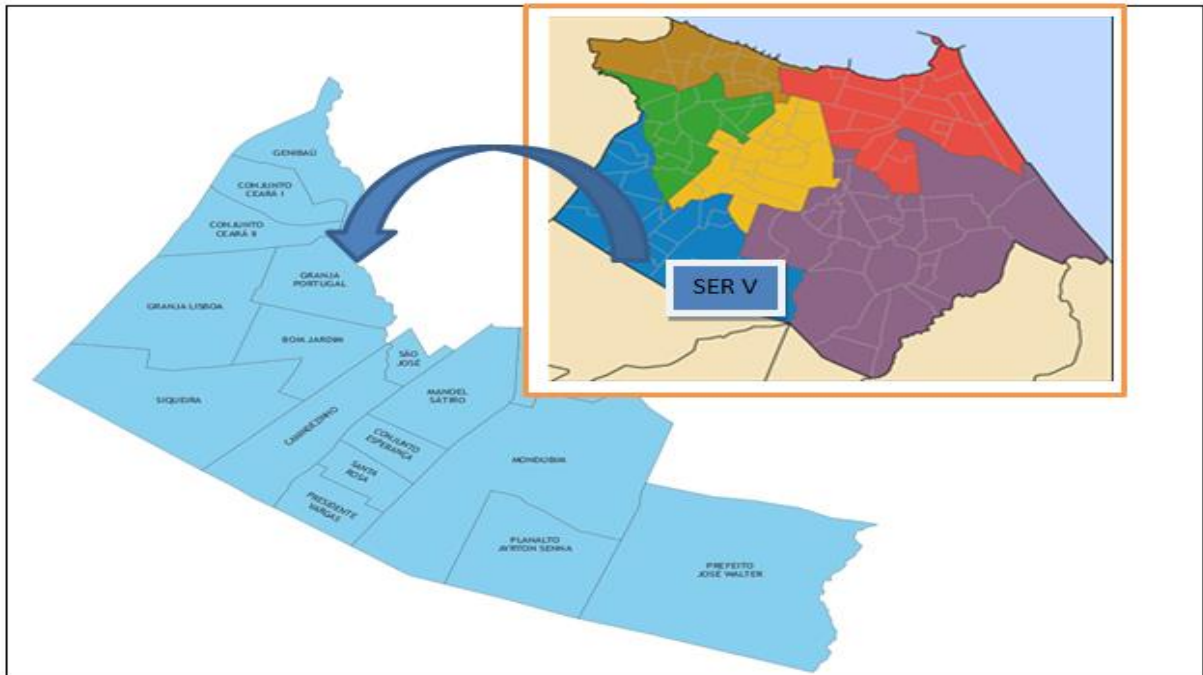 GENIBAÚ
CONJUNTO
CEARÁ I
CONJUNTO
CEARÁ II
GRANJA
PORTUGAL
GRANJA LISBOA
BOM JARDIM
SÃO
JOSÉ
SIQUEIRA
CANINDEZINHO
MANOEL
SÁTIRO
CONJUNTO
ESPERANÇA
SANTA
ROSA
PRESIDENTE
VARGAS
MONDUBIM
PLANALTO
AYRTON SENNA
PREFEITO
JOSÉ WALTER
SER V